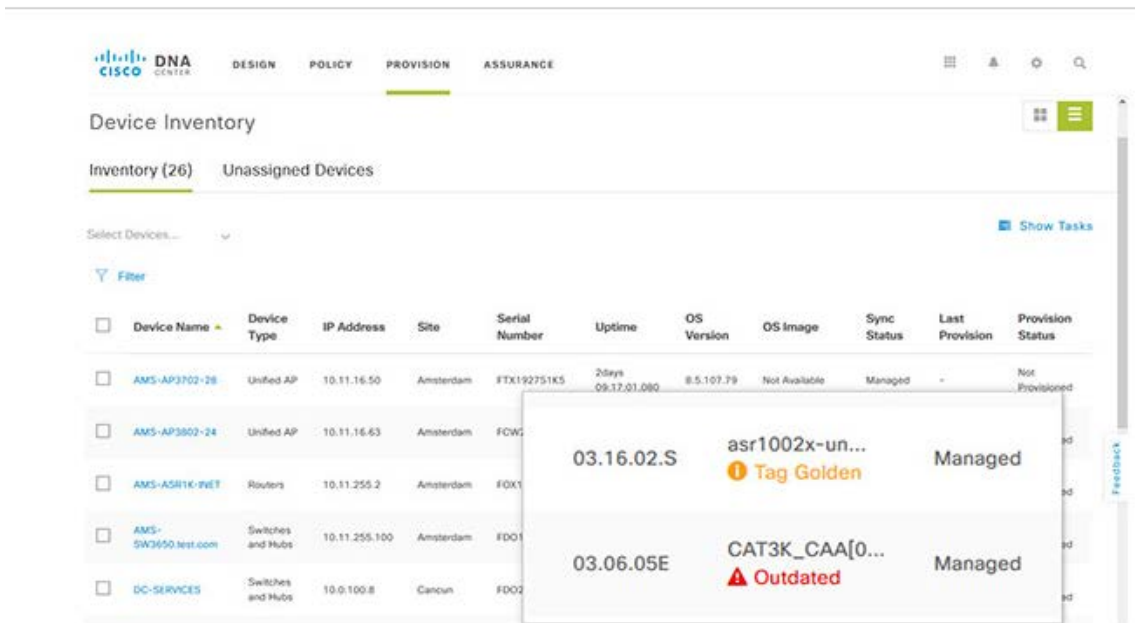 CISCO DNA CENTER DESIGN POLICY PROVISION ASSURANCE
Device Inventory
Inventory (26) Unassigned Devices
Select Devices... Show Tasks
Filter
Device Name Device Type IP Address Site Serial Number Uptime OS Version OS Image Sync Status Last Provision Provision Status
AMS-AP3702-28 Unified AP 10.11.16.50 Amsterdam FTX192751K5 2days 09:17:01.080 8.5.107.79 Not Available Managed - Not Provisioned
AMS-AP3802-24 Unified AP 10.11.16.63 Amsterdam
AMS-ASR1K-INET Routers 10.11.255.2 Amsterdam FOX1
AMS-SW3650.test.com Switches and Hubs 10.11.255.100 Amsterdam FDO1
DC-SERVICES Switches and Hubs 10.0.100.8 Cancun FDO2
03.16.02.S asr1002x-un... Managed
Tag Golden
03.06.05E CAT3K_CAA[0... Managed
Outdated
Feedback